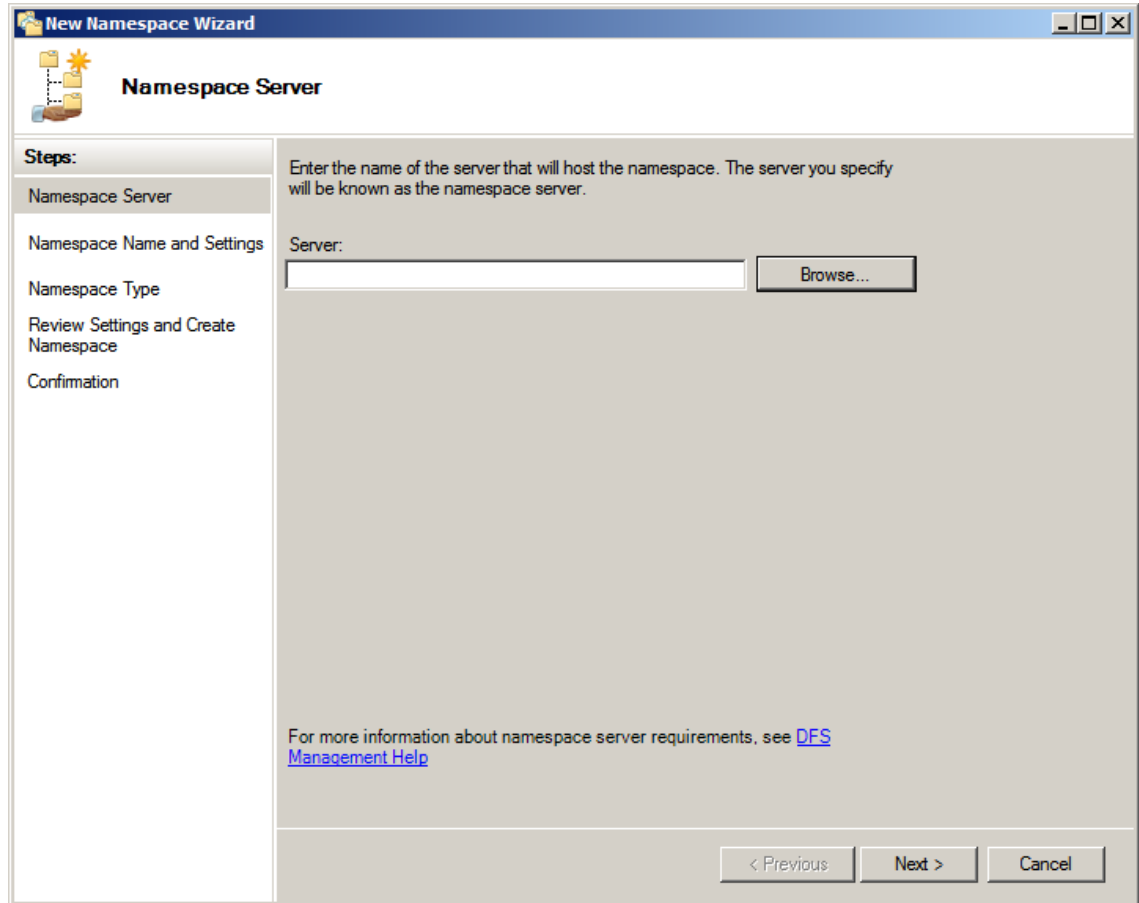 New Namespace Wizard
Namespace Server
Steps:
Namespace Server
Namespace Name and Settings
Namespace Type
Review Settings and Create
Namespace
Confirmation
Enter the name of the server that will host the namespace. The server you specify
will be known as the namespace server.
Server:
Browse...
For more information about namespace server requirements, see DFS
Management Help
< Previous
Next >
Cancel